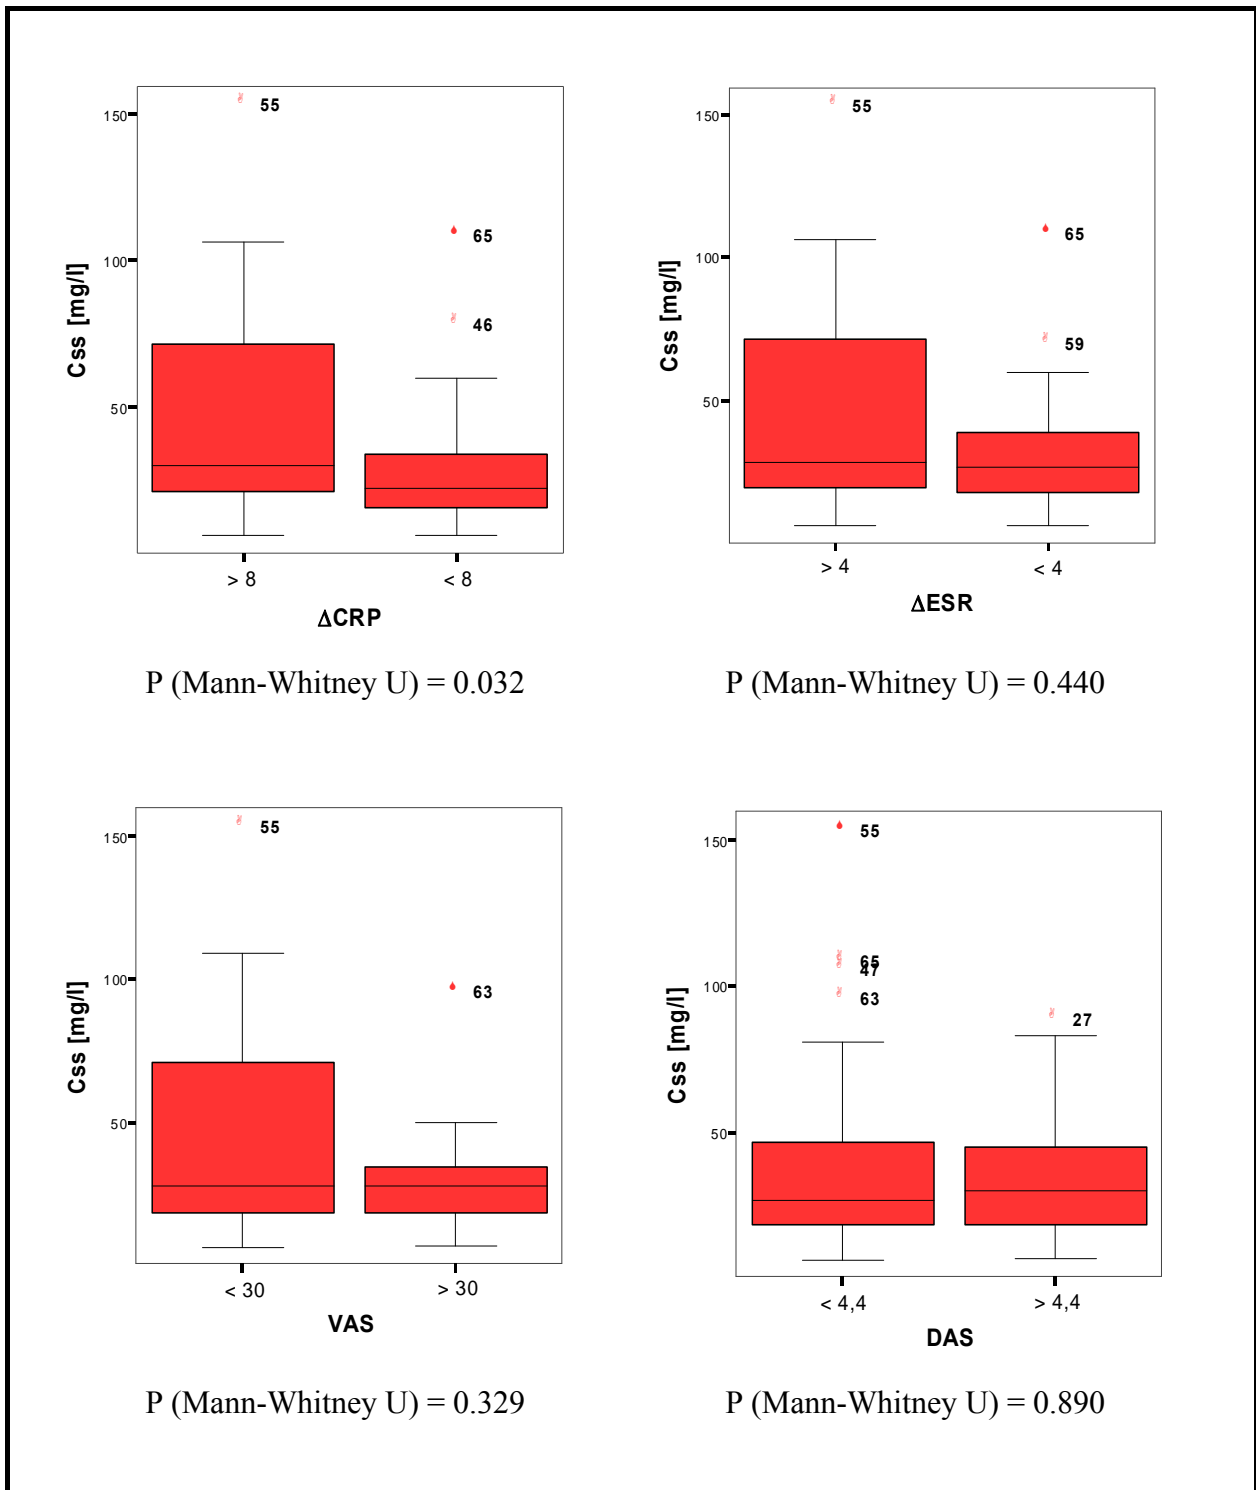 150
100
50
Css [mg/l]
55
65
46
> 8
< 8
ΔCRP
P (Mann-Whitney U) = 0.032
150
100
50
Css [mg/l]
55
65
59
> 4
< 4
ΔESR
P (Mann-Whitney U) = 0.440
150
100
50
Css [mg/l]
55
63
< 30
> 30
VAS
P (Mann-Whitney U) = 0.329
150
100
50
Css [mg/l]
55
65
47
63
27
< 4,4
> 4,4
DAS
P (Mann-Whitney U) = 0.890